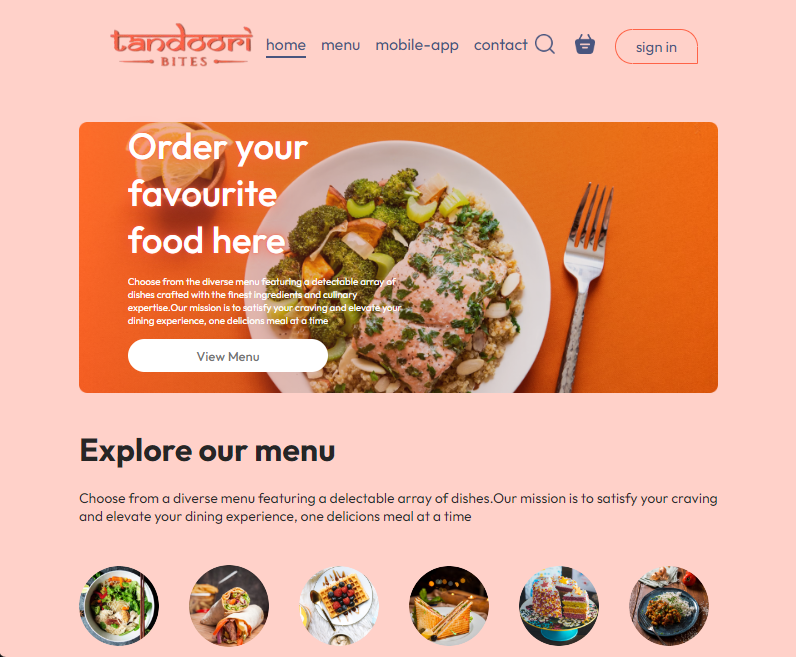 tandoori
BITES
home menu mobile-app contact
sign in
Order your
favourite
food here
Choose from the diverse menu featuring a detectable array of
dishes crafted with the finest ingredients and culinary
expertise.Our mission is to satisfy your craving and elevate your
dining experience, one delicions meal at a time
View Menu
Explore our menu
Choose from a diverse menu featuring a delectable array of dishes.Our mission is to satisfy your craving
and elevate your dining experience, one delicions meal at a time